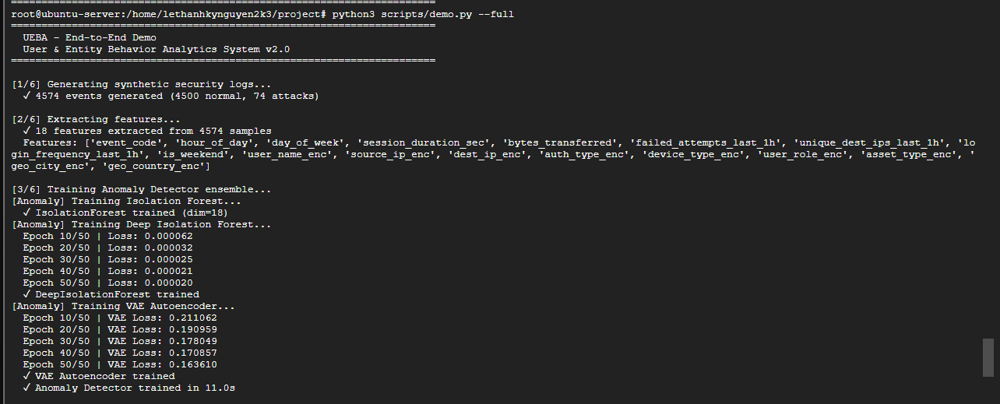 ======================================================================
root@ubuntu-server:/home/lethanhkynguyen2k3/project# python3 scripts/demo.py --full
======================================================================
  UEBA - End-to-End Demo
  User & Entity Behavior Analytics System v2.0
======================================================================
[1/6] Generating synthetic security logs...
  ✓ 4574 events generated (4500 normal, 74 attacks)
[2/6] Extracting features...
  ✓ 18 features extracted from 4574 samples
  Features: ['event_code', 'hour_of_day', 'day_of_week', 'session_duration_sec', 'bytes_transferred', 'failed_attempts_last_1h', 'unique_dest_ips_last_1h', 'lo
gin_frequency_last_1h', 'is_weekend', 'user_name_enc', 'source_ip_enc', 'dest_ip_enc', 'auth_type_enc', 'device_type_enc', 'user_role_enc', 'asset_type_enc', '
geo_city_enc', 'geo_country_enc']
[3/6] Training Anomaly Detector ensemble...
[Anomaly] Training Isolation Forest...
  ✓ IsolationForest trained (dim=18)
[Anomaly] Training Deep Isolation Forest...
  Epoch 10/50 | Loss: 0.000062
  Epoch 20/50 | Loss: 0.000032
  Epoch 30/50 | Loss: 0.000025
  Epoch 40/50 | Loss: 0.000021
  Epoch 50/50 | Loss: 0.000020
  ✓ DeepIsolationForest trained
[Anomaly] Training VAE Autoencoder...
  Epoch 10/50 | VAE Loss: 0.211062
  Epoch 20/50 | VAE Loss: 0.190959
  Epoch 30/50 | VAE Loss: 0.178049
  Epoch 40/50 | VAE Loss: 0.170857
  Epoch 50/50 | VAE Loss: 0.163610
  ✓ VAE Autoencoder trained
  ✓ Anomaly Detector trained in 11.0s